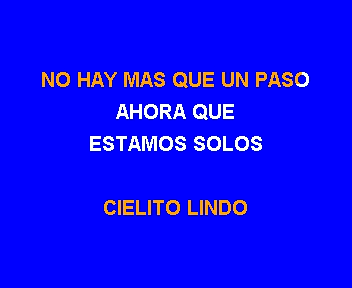 NO HAY MAS QUE UN PASO
AHORA QUE
ESTAMOS SOLOS
CIELITO LINDO